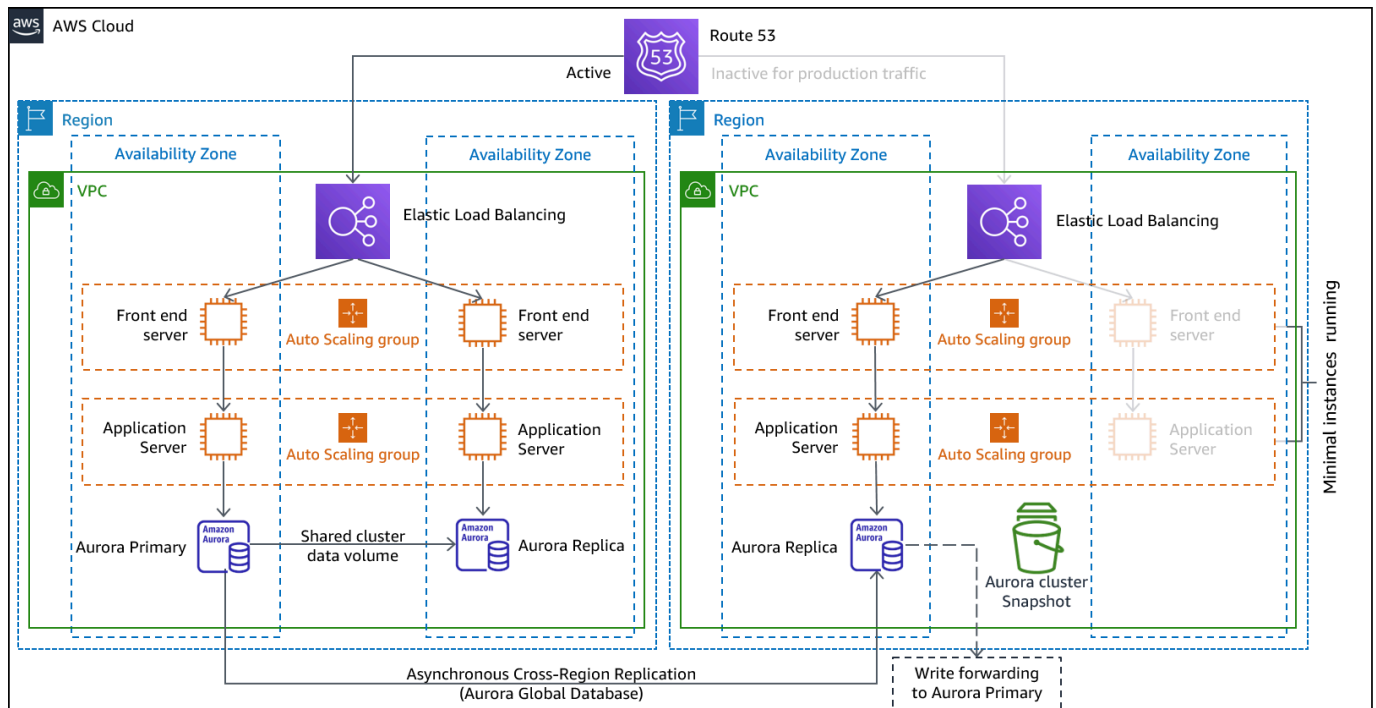 aws
AWS Cloud
Route 53
53
Active
Inactive for production traffic
Region
Availability Zone
Availability Zone
VPC
Elastic Load Balancing
Front end
server
Auto Scaling group
Front end
server
Application
Server
Auto Scaling group
Application
Server
Aurora Primary
Amazon
Aurora
Shared cluster
data volume
Amazon
Aurora
Aurora Replica
Region
Availability Zone
Availability Zone
VPC
Elastic Load Balancing
Front end
server
Auto Scaling group
Front end
server
Application
Server
Auto Scaling group
Application
Server
Minimal instances running
Aurora Replica
Amazon
Aurora
Aurora cluster
Snapshot
Asynchronous Cross-Region Replication
(Aurora Global Database)
Write forwarding
to Aurora Primary